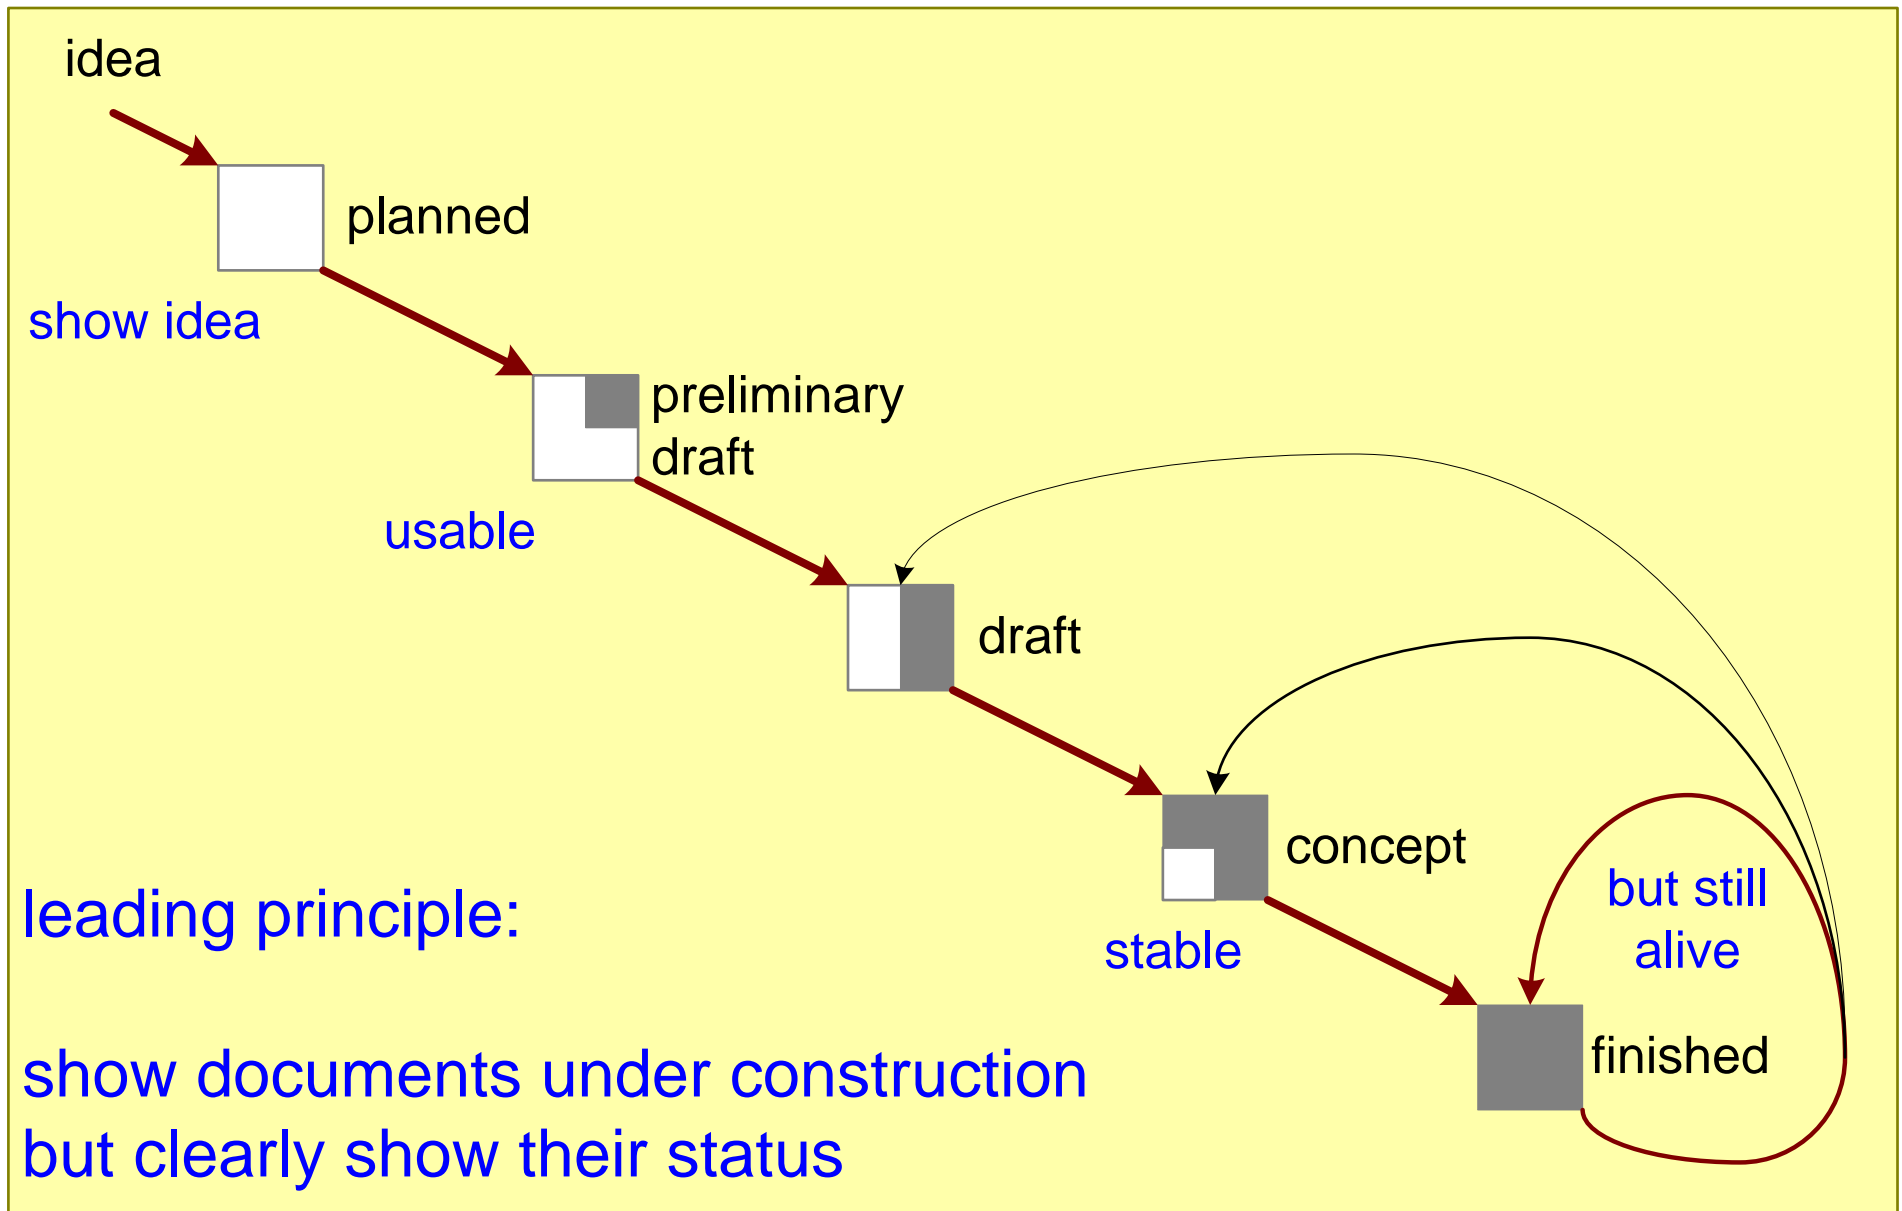 idea
planned
show idea
preliminary
draft
usable
draft
concept
but still
alive
leading principle:
stable
finished
show documents under construction
but clearly show their status